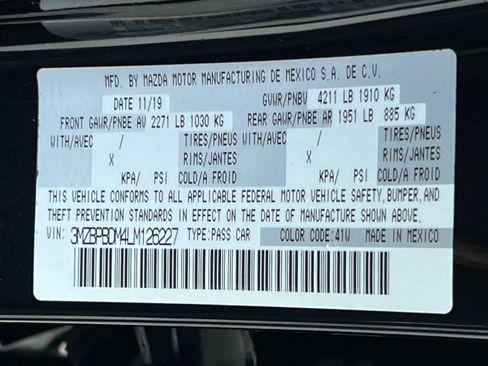 MFD. BY MAZDA MOTOR MANUFACTURING DE MEXICO S.A. DE C.V.
DATE 11/19 GVWR/PNBV 4211 LB 1910 KG
FRONT GAWR/PNBE AV 2271 LB 1030 KG REAR GAWR/PNBE AR 1951 LB 885 KG
WITH/AVEC / TIRES/PNEUS WITH/AVEC / TIRES/PNEUS
X RIMS/JANTES X RIMS/JANTES
KPA/ PSI COLD/A FROID KPA/ PSI COLD/A FROID
THIS VEHICLE CONFORMS TO ALL APPLICABLE FEDERAL MOTOR VEHICLE SAFETY, BUMPER, AND
THEFT PREVENTION STANDARDS IN EFFECT ON THE DATE OF MANUFACTURE SHOWN ABOVE.
VIN: 3MZBPBDM4LM126227 TYPE:PASS CAR COLOR CODE:41W MADE IN MEXICO